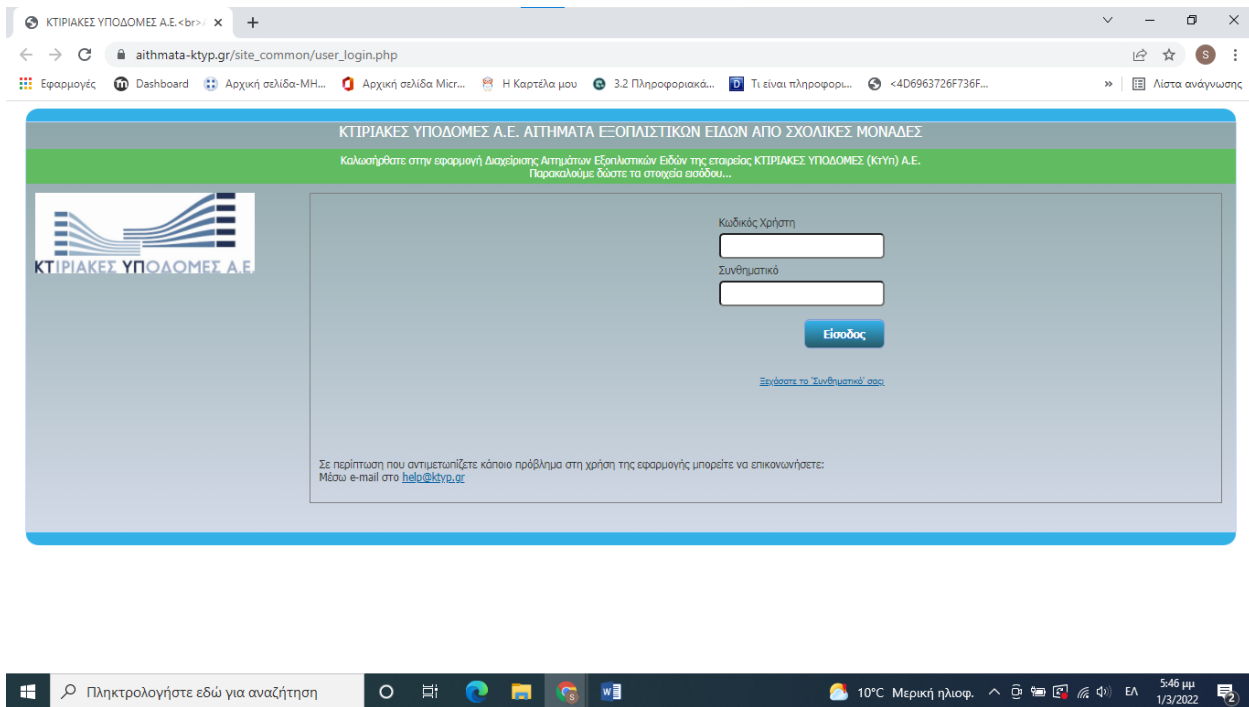 ΚΤΙΡΙΑΚΕΣ ΥΠΟΔΟΜΕΣ Α.Ε.<br>/
aithmata-ktyp.gr/site_common/user_login.php
S
Εφαρμογές Dashboard Αρχική σελίδα-ΜΗ... Αρχική σελίδα Micr... Η Καρτέλα μου 3.2 Πληροφοριακά... Τι είναι πληροφορι... <4D6963726F736F... » Λίστα ανάγνωσης
ΚΤΙΡΙΑΚΕΣ ΥΠΟΔΟΜΕΣ Α.Ε. ΑΙΤΗΜΑΤΑ ΕΞΟΠΛΙΣΤΙΚΩΝ ΕΙΔΩΝ ΑΠΟ ΣΧΟΛΙΚΕΣ ΜΟΝΑΔΕΣ
Καλωσήρθατε στην εφαρμογή Διαχείρισης Αιτημάτων Εξοπλιστικών Ειδών της εταιρείας ΚΤΙΡΙΑΚΕΣ ΥΠΟΔΟΜΕΣ (ΚτΥπ) Α.Ε.
Παρακαλούμε δώστε τα στοιχεία εισόδου...
ΚΤΙΡΙΑΚΕΣ ΥΠΟΔΟΜΕΣ Α.Ε.
Κωδικός Χρήστη
Συνθηματικό
Είσοδος
Ξεχάσατε το 'Συνθηματικό' σας;
Σε περίπτωση που αντιμετωπίζετε κάποιο πρόβλημα στη χρήση της εφαρμογής μπορείτε να επικονωνήσετε:
Μέσω e-mail στο help@ktyp.gr
Πληκτρολογήστε εδώ για αναζήτηση
10°C Μερική ηλιοφ. ΕΛ
5:46 μμ
1/3/2022
2